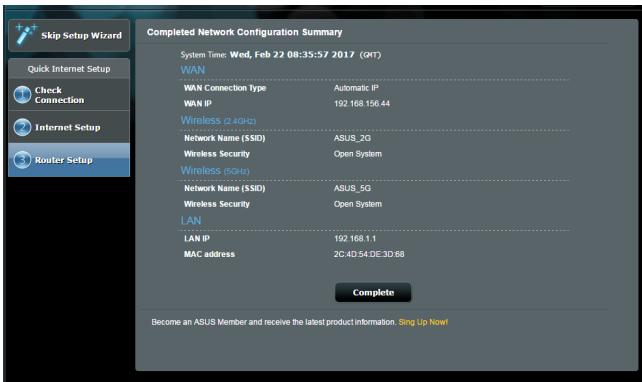 Skip Setup Wizard
Quick Internet Setup
1 Check
Connection
2 Internet Setup
3 Router Setup
Completed Network Configuration Summary
System Time: Wed, Feb 22 08:35:57 2017 (GMT)
WAN
WAN Connection Type Automatic IP
WAN IP 192.168.156.44
Wireless (2.4GHz)
Network Name (SSID) ASUS_2G
Wireless Security Open System
Wireless (5GHz)
Network Name (SSID) ASUS_5G
Wireless Security Open System
LAN
LAN IP 192.168.1.1
MAC address 2C:4D:54:DE:3D:68
Complete
Become an ASUS Member and receive the latest product information. Sing Up Now!